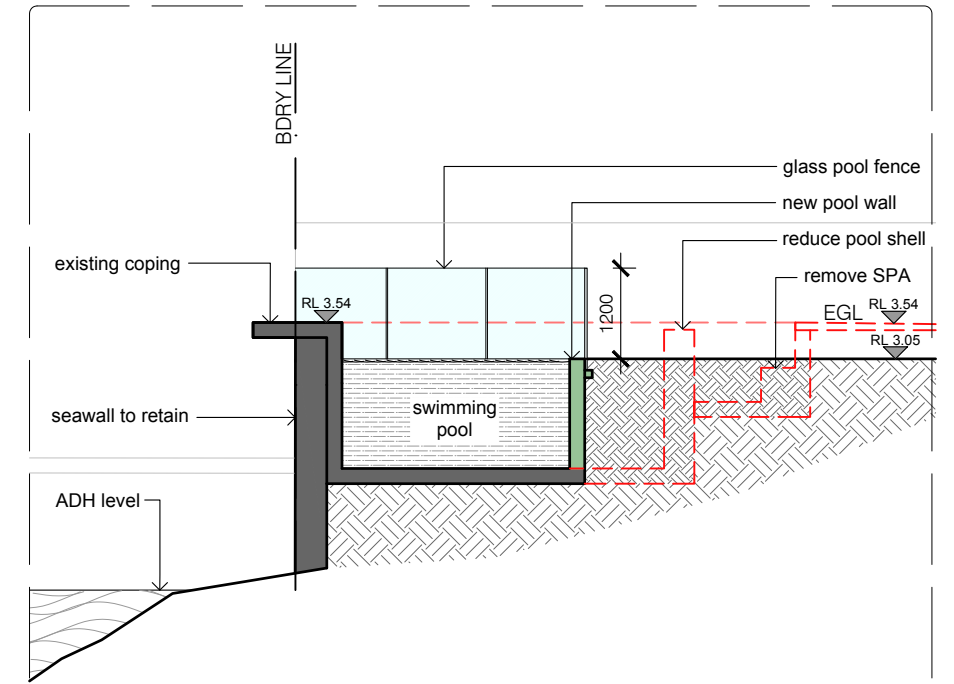 BDRY LINE
glass pool fence
new pool wall
reduce pool shell
existing coping
remove SPA
RL 3.54
1200
EGL
RL 3.54
RL 3.05
seawall to retain
swimming
pool
ADH level